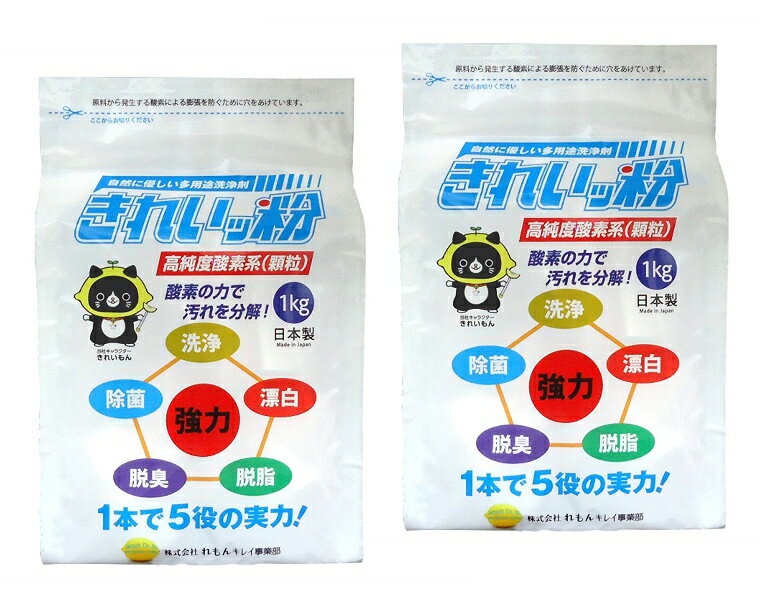 原料から発生する酸素による膨張を防ぐために穴をあけています。
ここからお切りください
自然に優しい多用途洗浄剤
きれいッ粉
高純度酸素系(顆粒)
酸素の力で
汚れを分解!
1kg
日本製
Made in Japan
当社キャラクター
きれいもん
洗浄
除菌
漂白
強力
脱臭
脱脂
1本で5役の実力!
株式会社 れもんキレイ事業部
原料から発生する酸素による膨張を防ぐために穴をあけています。
ここからお切りください
自然に優しい多用途洗浄剤
きれいッ粉
高純度酸素系(顆粒)
酸素の力で
汚れを分解!
1kg
日本製
Made in Japan
当社キャラクター
きれいもん
洗浄
除菌
漂白
強力
脱臭
脱脂
1本で5役の実力!
株式会社 れもんキレイ事業部